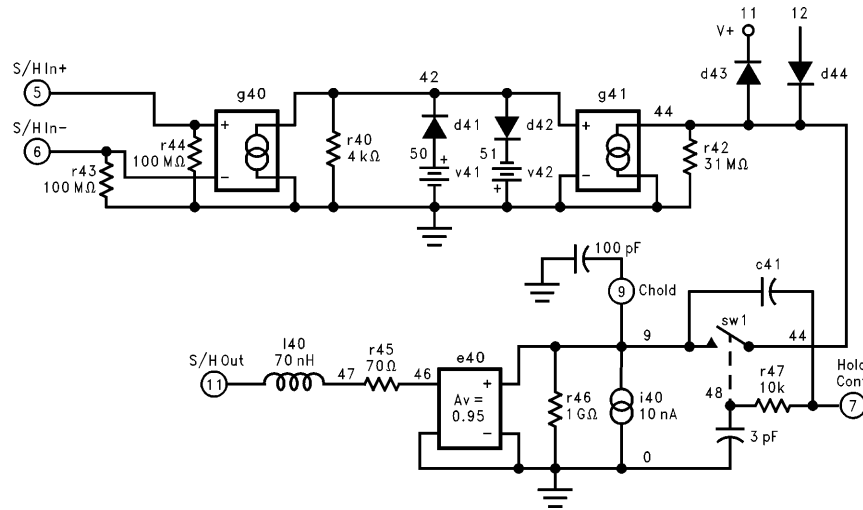 11
12
V+
S/H In+
5
g40
42
g41
44
d43
d44
S/H In-
6
+
r44
100 MΩ
r43
100 MΩ
−
r40
4 kΩ
d41
50
+
v41
d42
51
v42
+
+
−
r42
31 MΩ
100 pF
9
Chold
c41
sw1
9
44
S/H Out
11
l40
70 nH
47
r45
70Ω
46
e40
+
Av =
0.95
−
r46
1 GΩ
i40
10 nA
48
r47
10k
Hold
Cont
7
3 pF
0